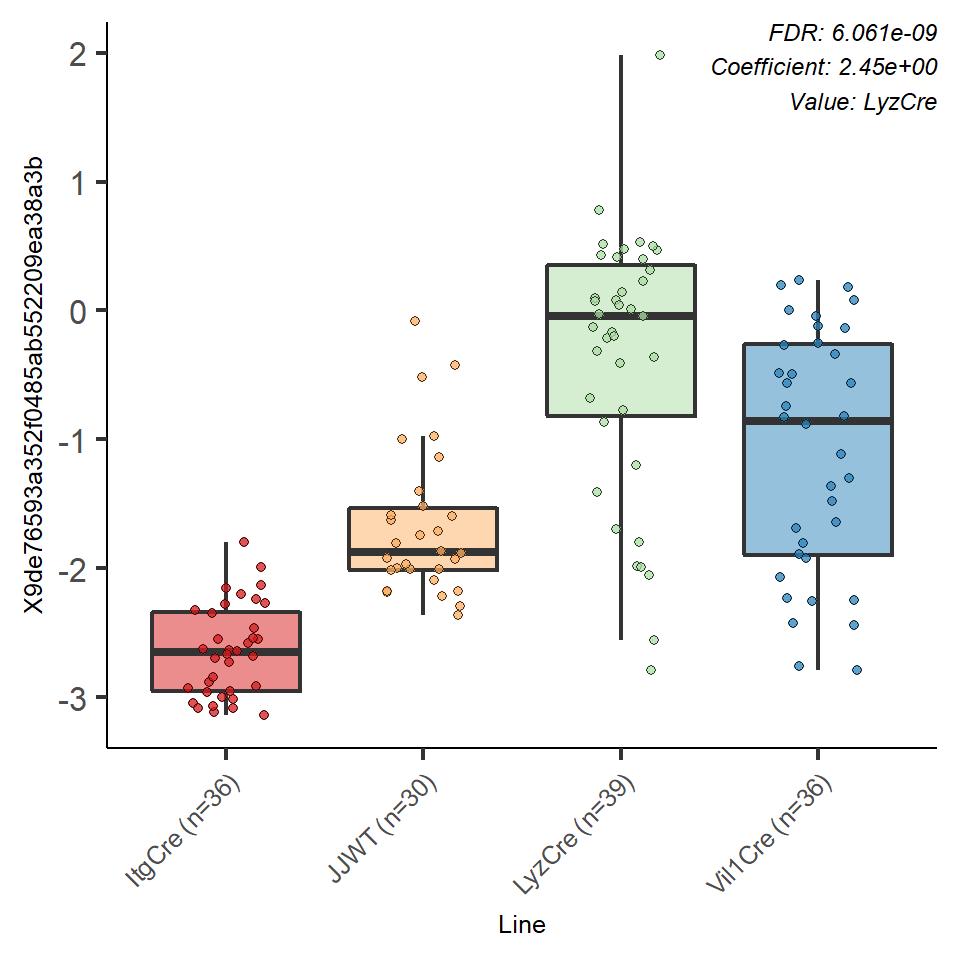 FDR: 6.061e-09
Coefficient: 2.45e+00
Value: LyzCre
X9de76593a352f0485ab552209ea38a3b
2
1
0
-1
-2
-3
ItgCre (n=36)
JJWT (n=30)
LyzCre (n=39)
Vil1Cre (n=36)
Line